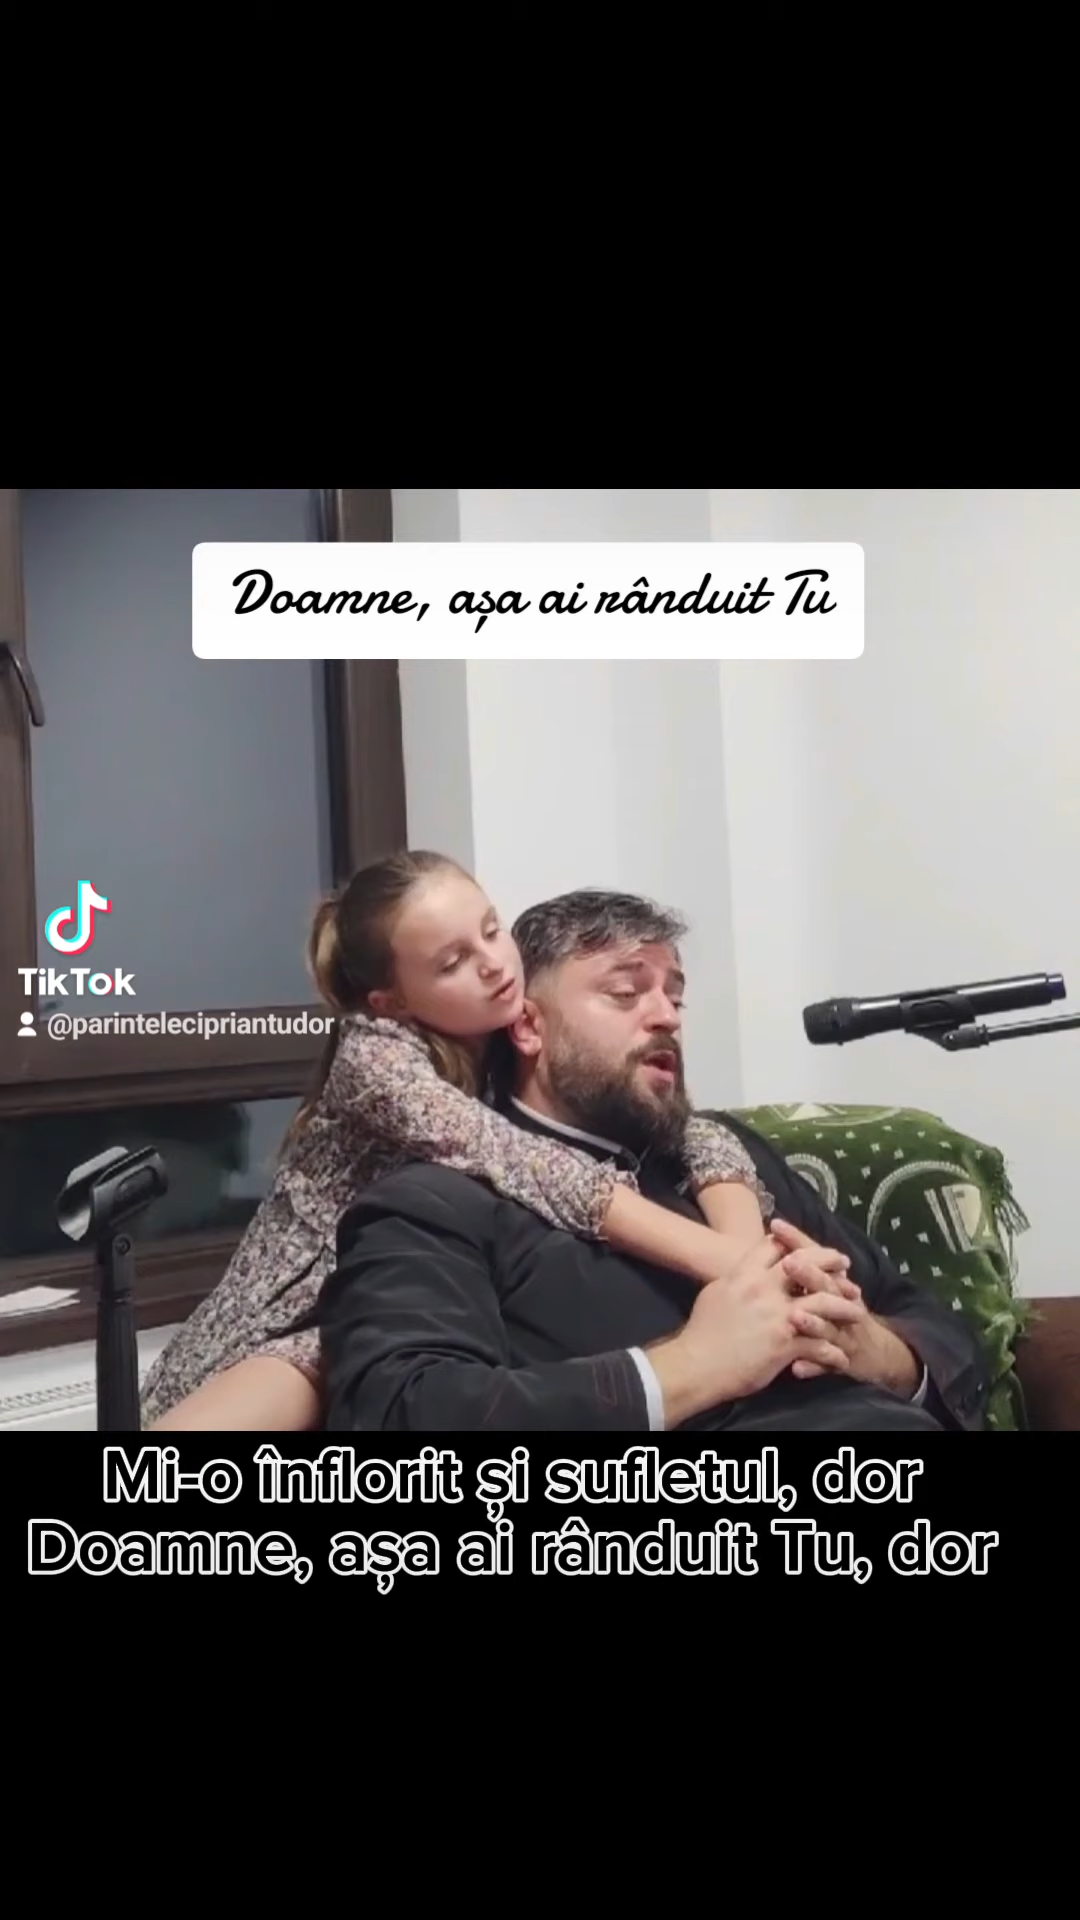 Doamne, așa ai rânduit Tu
TikTok
@parintelecipriantudor
Mi-o înflorit și sufletul, dor
Doamne, așa ai rânduit Tu, dor